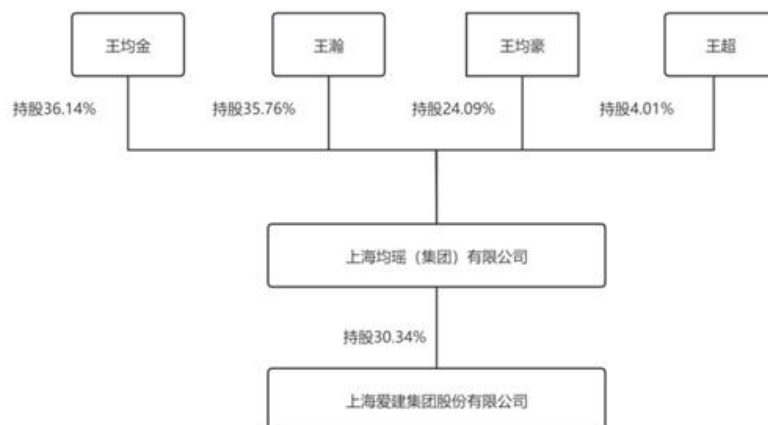 王均金
王瀚
王均豪
王超
持股36.14%
持股35.76%
持股24.09%
持股4.01%
上海均瑶（集团）有限公司
持股30.34%
上海爱建集团股份有限公司